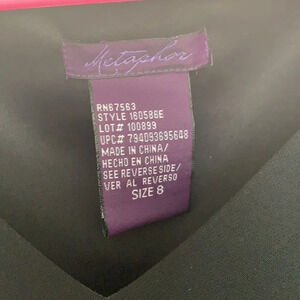 Metaphor
RN67563
STYLE 160586E
LOT# 100899
UPC# 794093695648
MADE IN CHINA/
HECHO EN CHINA
SEE REVERSE SIDE/
VER AL REVERSO
SIZE 8